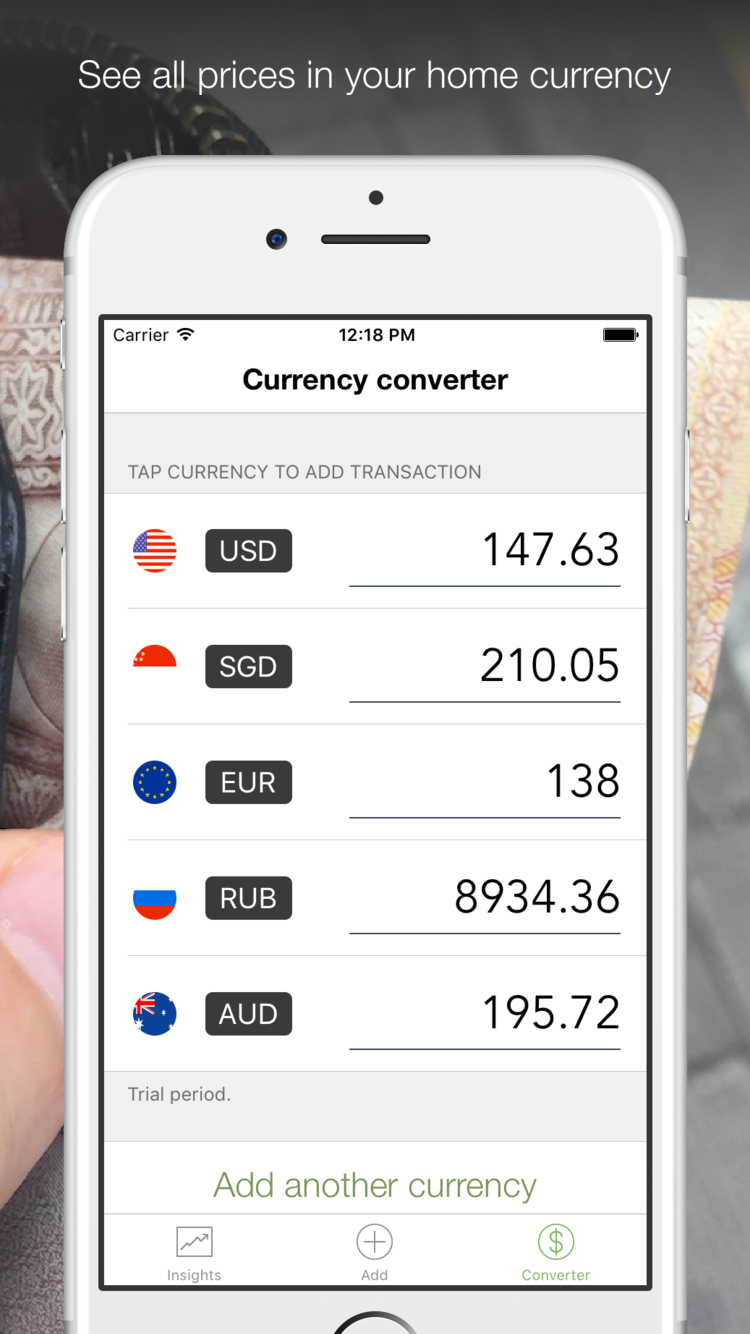 See all prices in your home currency
Carrier 12:18 PM
Currency converter
TAP CURRENCY TO ADD TRANSACTION
USD 147.63
SGD 210.05
EUR 138
RUB 8934.36
AUD 195.72
Trial period.
Add another currency
Insights Add Converter